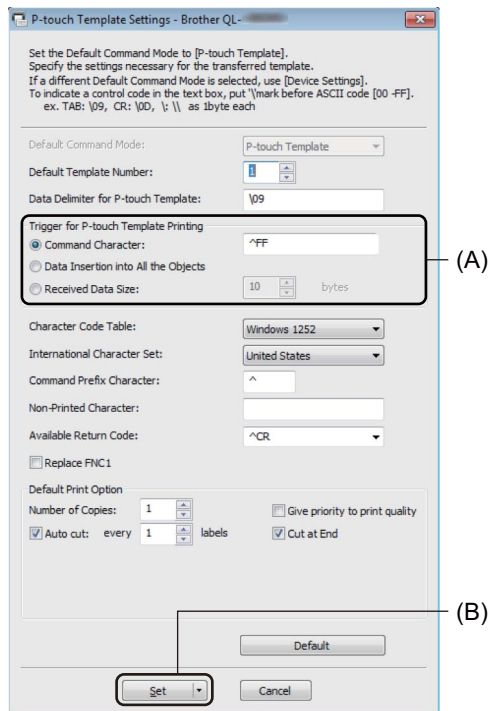 P-touch Template Settings - Brother QL-
Set the Default Command Mode to [P-touch Template].
Specify the settings necessary for the transferred template.
If a different Default Command Mode is selected, use [Device Settings].
To indicate a control code in the text box, put '\'mark before ASCII code [00 -FF].
ex. TAB: \09, CR: \0D, \: \\ as 1byte each
Default Command Mode: P-touch Template
Default Template Number: 1
Data Delimiter for P-touch Template: \09
Trigger for P-touch Template Printing
Command Character: ^FF
(A)
Data Insertion into All the Objects
Received Data Size: 10 bytes
Character Code Table: Windows 1252
International Character Set: United States
Command Prefix Character: ^
Non-Printed Character:
Available Return Code: ^CR
Replace FNC1
Default Print Option
Number of Copies: 1 Give priority to print quality
Auto cut: every 1 labels Cut at End
(B)
Default
Set Cancel